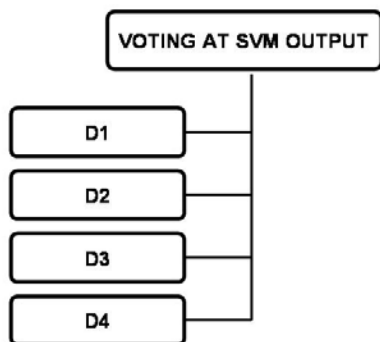 VOTING AT SVM OUTPUT
D1
D2
D3
D4